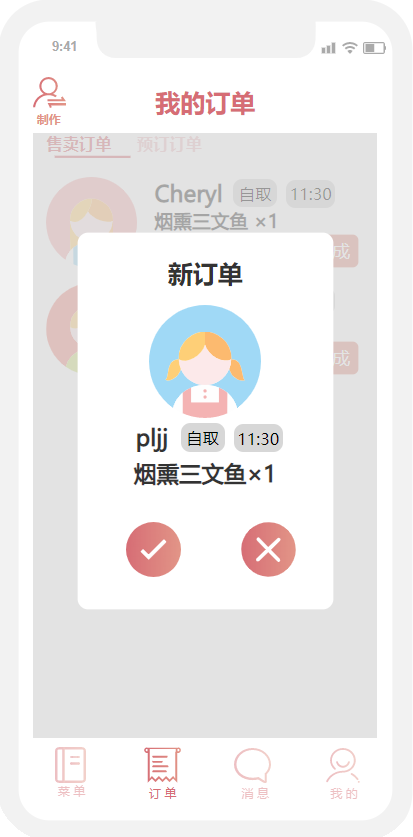 9:41
我的订单
制作
售卖订单 预订订单
Cheryl 自取 11:30
烟熏三文鱼 ×1
成
新订单
成
pljj 自取 11:30
烟熏三文鱼×1
菜单 订单 消息 我的